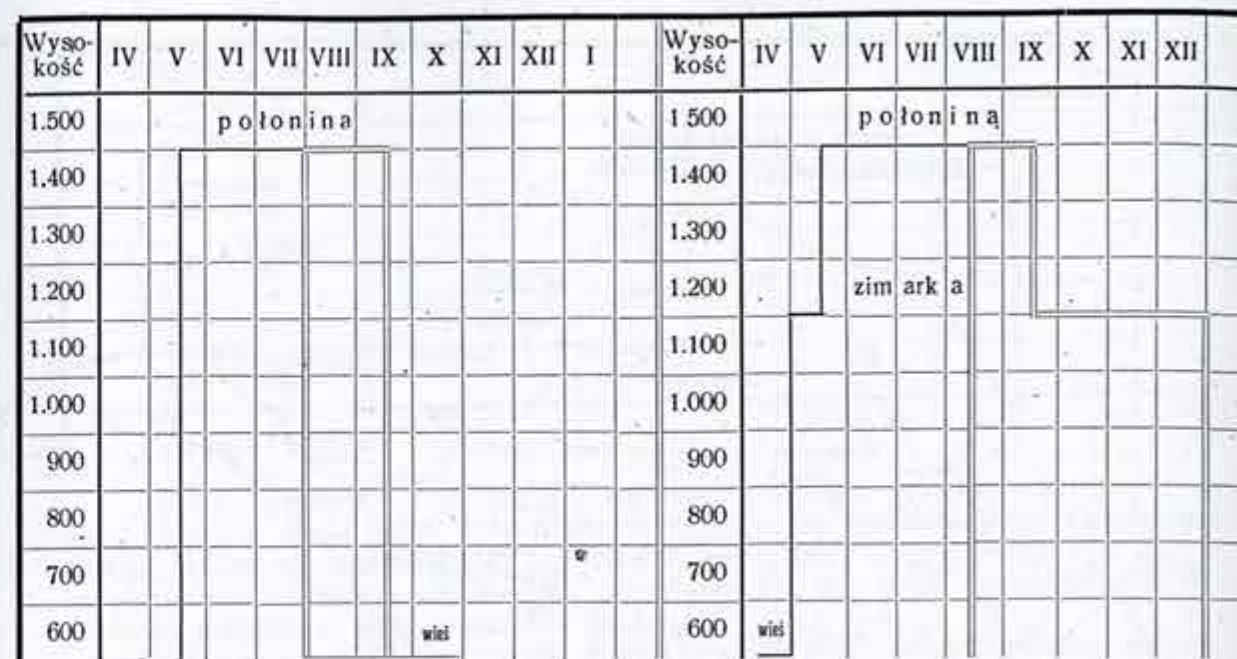 Wyso-
kość IV V VI VII VIII IX X XI XII I Wyso-
kość IV V VI VII VIII IX X XI XII
1.500 połonina 1 500 połonina
1.400 1.400
1.300 1.300
1.200 1.200 zimarka
1.100 1.100
1.000 1.000
900 900
800 800
700 700
600 wieś 600 wieś